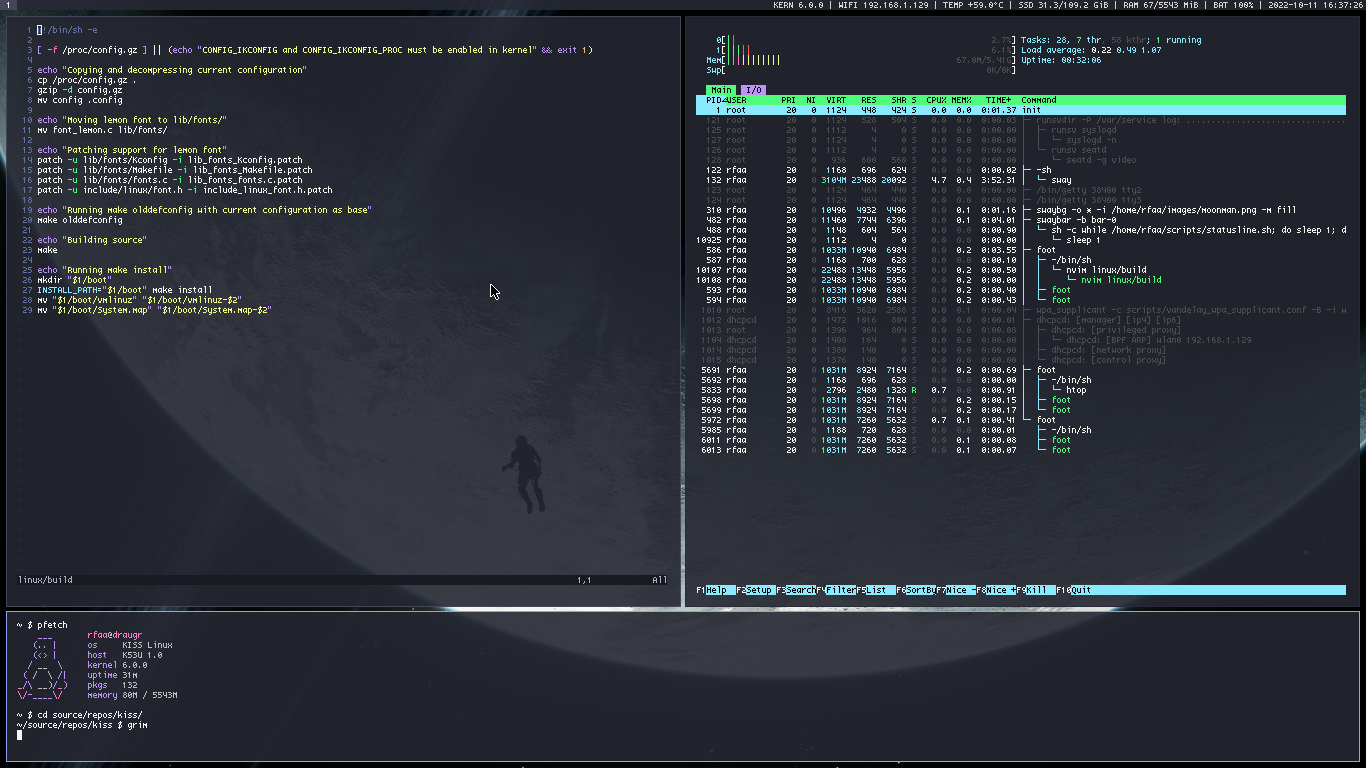 1
KERN 6.0.0 | WIFI 192.168.1.129 | TEMP +59.0°C | SSD 31.3/109.2 GiB | RAM 67/5543 MiB | BAT 100% | 2022-10-11 16:37:26
1 #!/bin/sh -e
2
3 [ -f /proc/config.gz ] || (echo "CONFIG_IKCONFIG and CONFIG_IKCONFIG_PROC must be enabled in kernel" && exit 1)
4
5 echo "Copying and decompressing current configuration"
6 cp /proc/config.gz .
7 gzip -d config.gz
8 mv config .config
9
10 echo "Moving lemon font to lib/fonts/"
11 mv font_lemon.c lib/fonts/
12
13 echo "Patching support for lemon font"
14 patch -u lib/fonts/Kconfig -i lib_fonts_Kconfig.patch
15 patch -u lib/fonts/Makefile -i lib_fonts_Makefile.patch
16 patch -u lib/fonts/fonts.c -i lib_fonts_fonts.c.patch
17 patch -u include/linux/font.h -i include_linux_font.h.patch
18
19 echo "Running make olddefconfig with current configuration as base"
20 make olddefconfig
21
22 echo "Building source"
23 make
24
25 echo "Running make install"
26 mkdir "$1/boot"
27 INSTALL_PATH="$1/boot" make install
28 mv "$1/boot/vmlinuz" "$1/boot/vmlinuz-$2"
29 mv "$1/boot/System.map" "$1/boot/System.map-$2"
linux/build 1,1 All
0[|| 2.7%] Tasks: 28, 7 thr, 58 kthr; 1 running
1[||||| 6.1%] Load average: 0.22 0.49 1.07
Mem[||||||||||| 67.0M/5.41G] Uptime: 00:32:06
Swp[ 0K/0K]
Main I/O
PID USER PRI NI VIRT RES SHR S CPU% MEM% TIME+ Command
1 root 20 0 1124 448 424 S 0.0 0.0 0:01.37 init
121 root 20 0 1124 528 504 S 0.0 0.0 0:00.03 ├─ runsvdir -P /var/service log: ................................
125 root 20 0 1112 4 0 S 0.0 0.0 0:00.00 │ ├─ runsv syslogd
127 root 20 0 1124 4 0 S 0.0 0.0 0:00.00 │ │ └─ syslogd -n
126 root 20 0 1112 4 0 S 0.0 0.0 0:00.00 │ └─ runsv seatd
128 root 20 0 936 600 560 S 0.0 0.0 0:00.00 │ └─ seatd -g video
122 rfaa 20 0 1168 696 624 S 0.0 0.0 0:00.02 ├─ -sh
132 rfaa 20 0 3104M 23488 20092 S 4.7 0.4 3:52.31 │ └─ sway
123 root 20 0 1124 464 440 S 0.0 0.0 0:00.00 ├─ /bin/getty 38400 tty2
124 root 20 0 1124 464 440 S 0.0 0.0 0:00.00 ├─ /bin/getty 38400 tty3
310 rfaa 20 0 10496 4932 4496 S 0.0 0.1 0:01.16 ├─ swaybg -o * -i /home/rfaa/images/moonman.png -m fill
482 rfaa 20 0 11460 7744 6396 S 0.0 0.1 0:04.01 ├─ swaybar -b bar-0
488 rfaa 20 0 1148 604 564 S 0.0 0.0 0:00.90 │ └─ sh -c while /home/rfaa/scripts/statusline.sh; do sleep 1; d
10925 rfaa 20 0 1112 4 0 S 0.0 0.0 0:00.00 │ └─ sleep 1
586 rfaa 20 0 1033M 10940 6984 S 0.0 0.2 0:03.55 ├─ foot
587 rfaa 20 0 1168 700 628 S 0.0 0.0 0:00.10 │ ├─ ~/bin/sh
10107 rfaa 20 0 22488 13448 5956 S 0.0 0.2 0:00.50 │ │ └─ nvim linux/build
10108 rfaa 20 0 22488 13448 5956 S 0.0 0.2 0:00.00 │ │ └─ nvim linux/build
593 rfaa 20 0 1033M 10940 6984 S 0.0 0.2 0:00.40 │ ├─ foot
594 rfaa 20 0 1033M 10940 6984 S 0.0 0.2 0:00.43 │ └─ foot
1010 root 20 0 8416 3620 2588 S 0.0 0.1 0:00.04 ├─ wpa_supplicant -c scripts/vandelay_wpa_supplicant.conf -B -i w
1012 dhcpcd 20 0 1472 1016 804 S 0.0 0.0 0:00.01 ├─ dhcpcd: [manager] [ip4] [ip6]
1013 root 20 0 1396 964 804 S 0.0 0.0 0:00.00 │ ├─ dhcpcd: [privileged proxy]
1104 dhcpcd 20 0 1408 164 0 S 0.0 0.0 0:00.00 │ │ └─ dhcpcd: [BPF ARP] wlan0 192.168.1.129
1014 dhcpcd 20 0 1380 140 0 S 0.0 0.0 0:00.00 │ ├─ dhcpcd: [network proxy]
1015 dhcpcd 20 0 1376 140 0 S 0.0 0.0 0:00.00 │ └─ dhcpcd: [control proxy]
5691 rfaa 20 0 1031M 8924 7164 S 0.0 0.2 0:00.69 ├─ foot
5692 rfaa 20 0 1168 696 628 S 0.0 0.0 0:00.00 │ ├─ ~/bin/sh
5833 rfaa 20 0 2796 2480 1328 R 0.7 0.0 0:00.91 │ │ └─ htop
5698 rfaa 20 0 1031M 8924 7164 S 0.0 0.2 0:00.15 │ ├─ foot
5699 rfaa 20 0 1031M 8924 7164 S 0.0 0.2 0:00.17 │ └─ foot
5972 rfaa 20 0 1031M 7260 5632 S 0.7 0.1 0:00.41 └─ foot
5985 rfaa 20 0 1188 720 628 S 0.0 0.0 0:00.01 ├─ ~/bin/sh
6011 rfaa 20 0 1031M 7260 5632 S 0.0 0.1 0:00.08 ├─ foot
6013 rfaa 20 0 1031M 7260 5632 S 0.0 0.1 0:00.07 └─ foot
F1Help F2Setup F3Search F4Filter F5List F6SortBy F7Nice - F8Nice + F9Kill F10Quit
~ $ pfetch
rfaa@draugr
os KISS Linux
host K53U 1.0
kernel 6.0.0
uptime 31m
pkgs 132
memory 80M / 5543M
~ $ cd source/repos/kiss/
~/source/repos/kiss $ grim